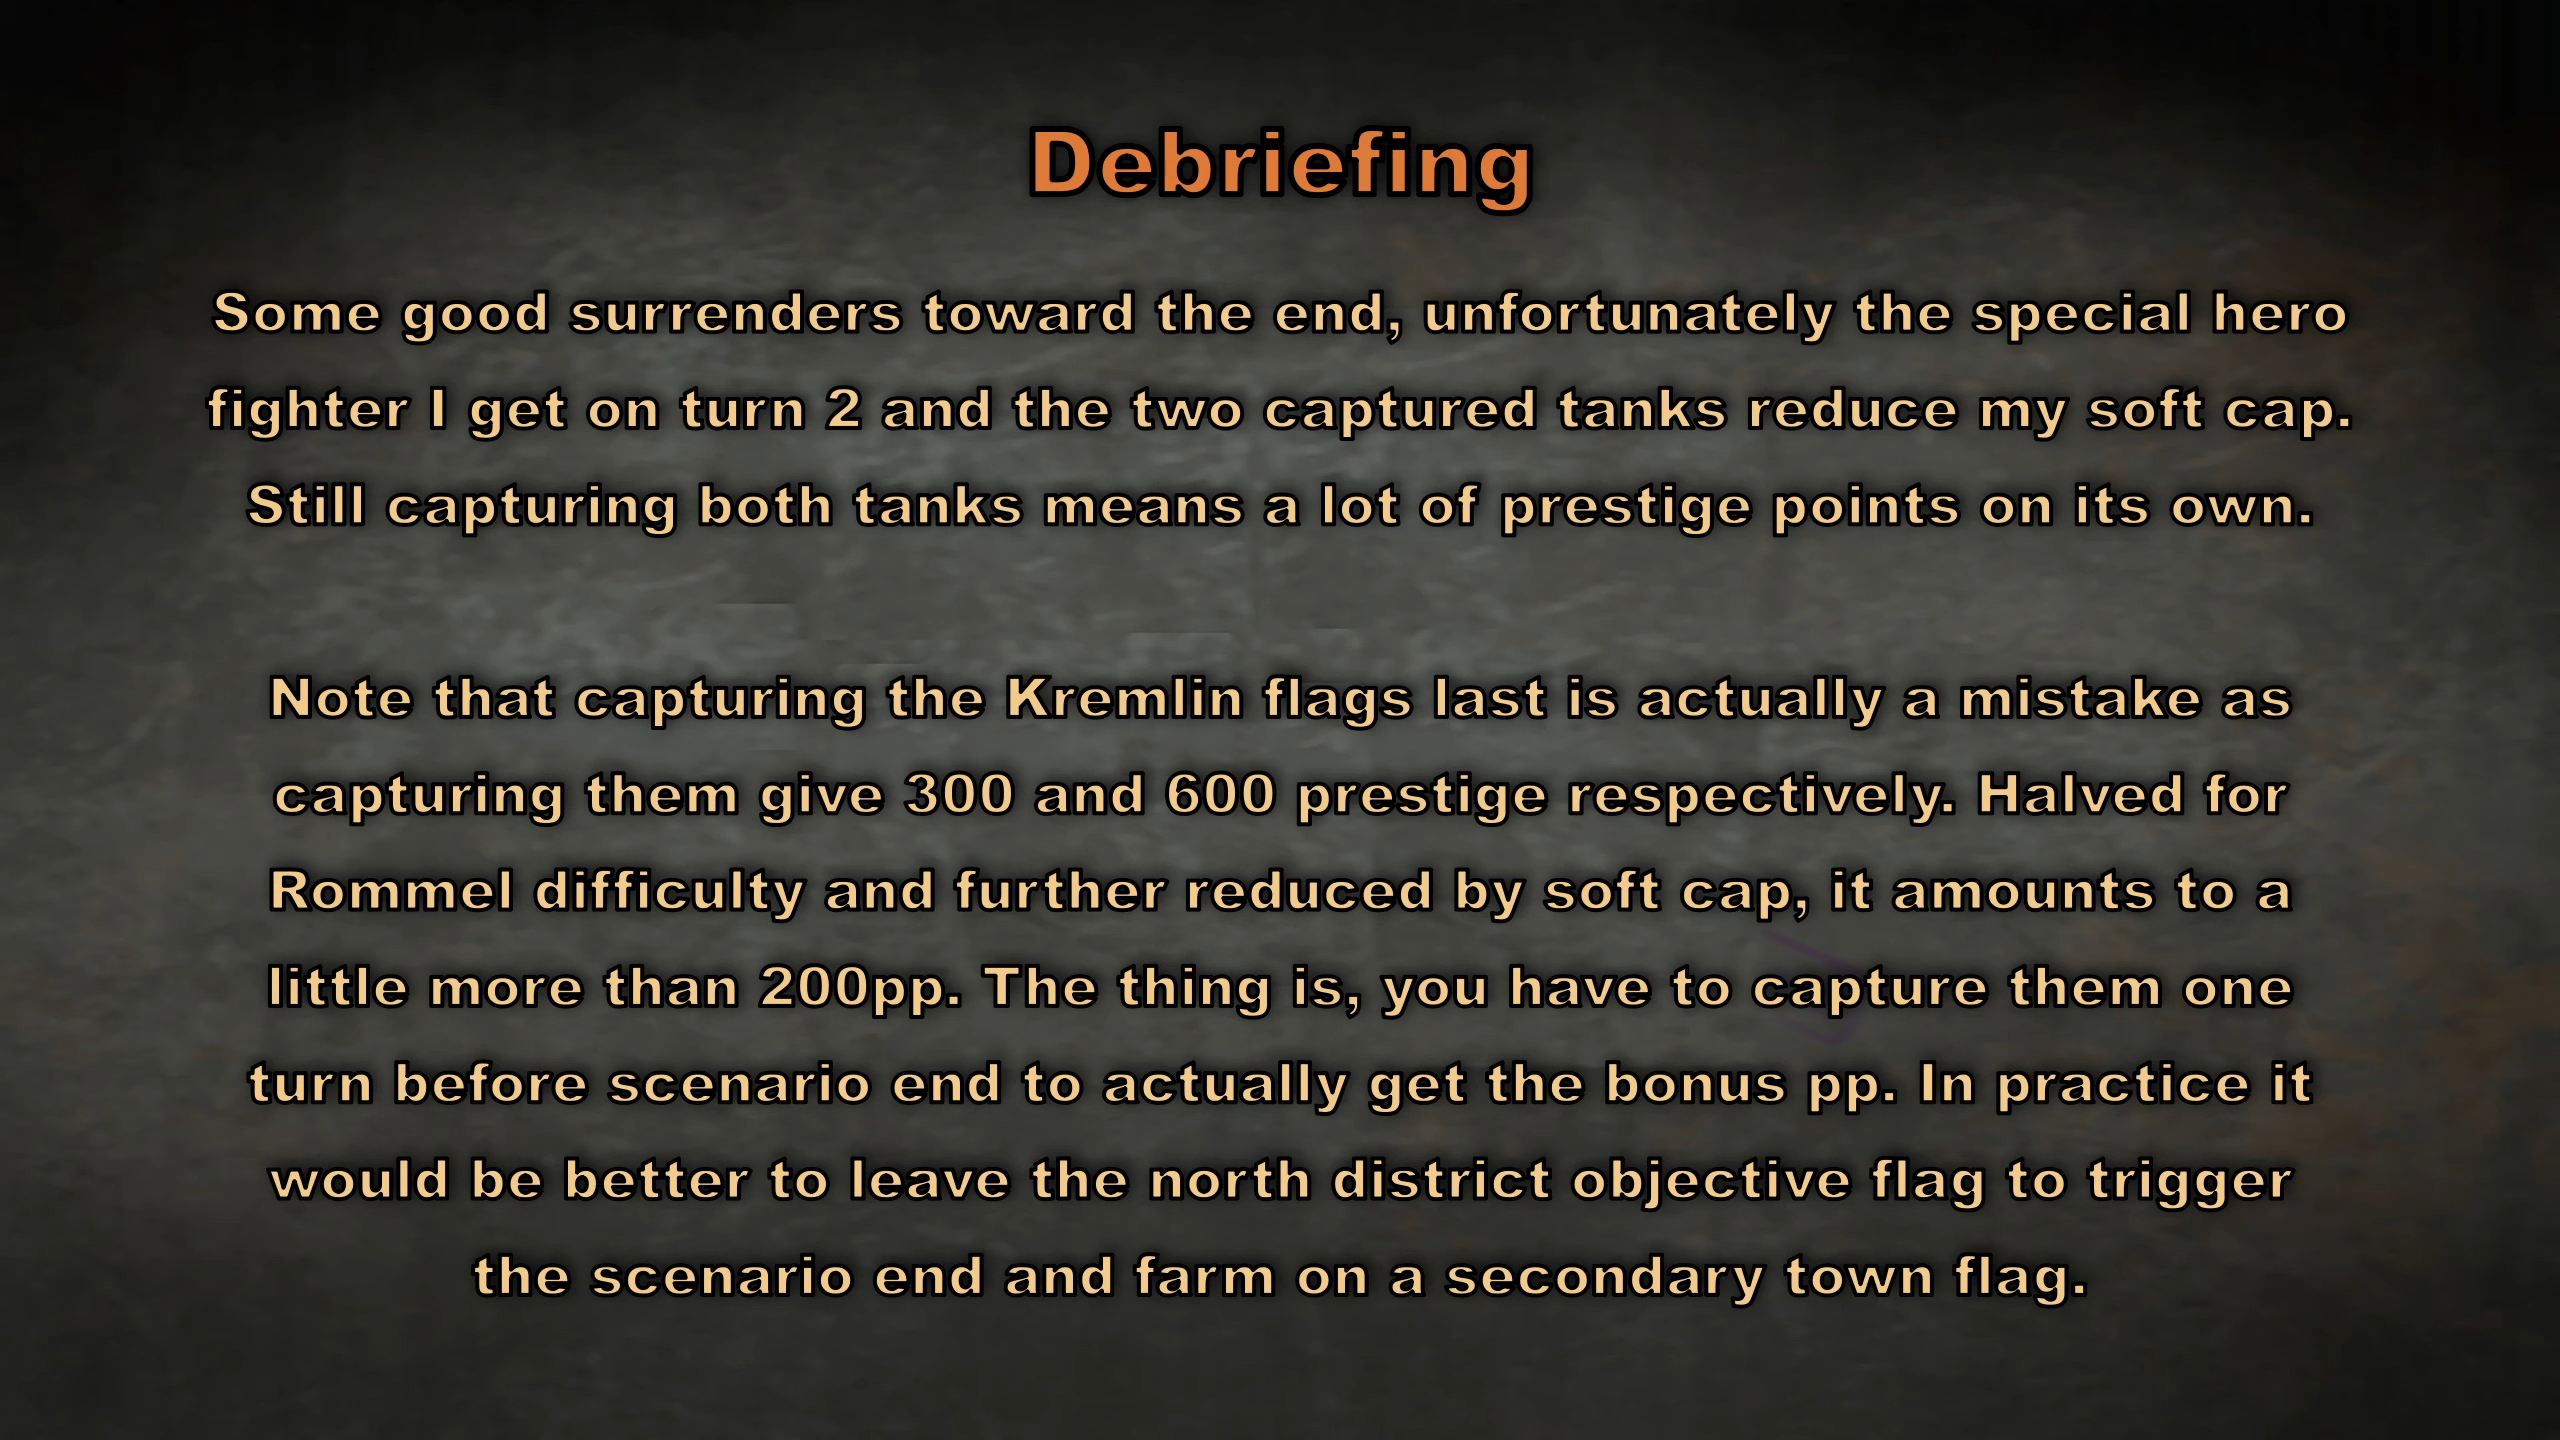 Debriefing
Some good surrenders toward the end, unfortunately the special hero
fighter I get on turn 2 and the two captured tanks reduce my soft cap.
Still capturing both tanks means a lot of prestige points on its own.
Note that capturing the Kremlin flags last is actually a mistake as
capturing them give 300 and 600 prestige respectively. Halved for
Rommel difficulty and further reduced by soft cap, it amounts to a
little more than 200pp. The thing is, you have to capture them one
turn before scenario end to actually get the bonus pp. In practice it
would be better to leave the north district objective flag to trigger
the scenario end and farm on a secondary town flag.